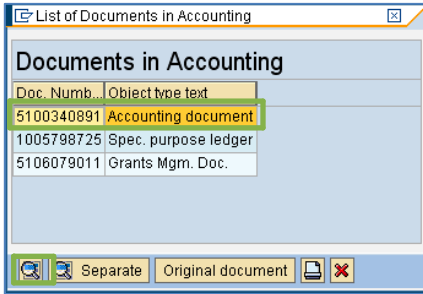 List of Documents in Accounting
Documents in Accounting
Doc. Numb... Object type text
5100340891 Accounting document
1005798725 Spec. purpose ledger
5106079011 Grants Mgm. Doc.
Separate Original document